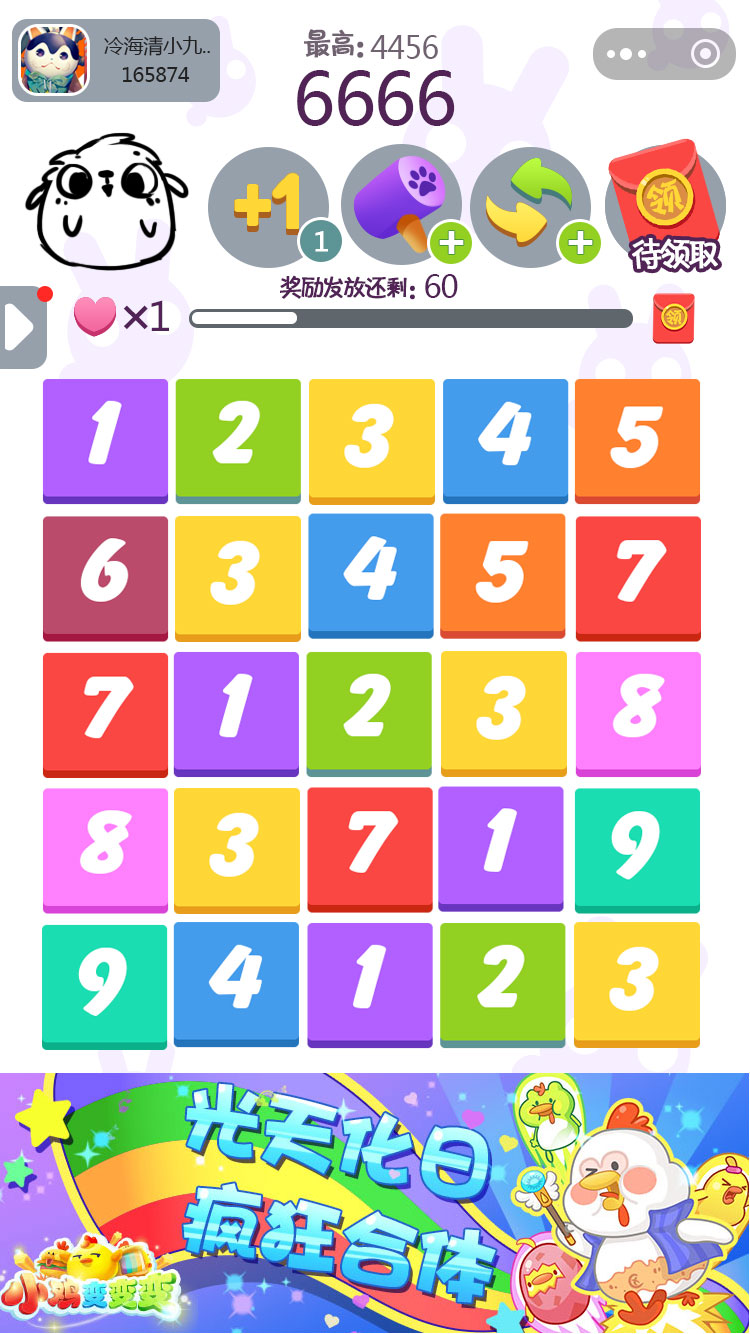 冷海清小九..
165874
最高: 4456
6666
+1
1
领
待领取
奖励发放还剩: 60
×1
领
1 2 3 4 5
6 3 4 5 7
7 1 2 3 8
8 3 7 1 9
9 4 1 2 3
光天化日
疯狂合体
小鸡变变变